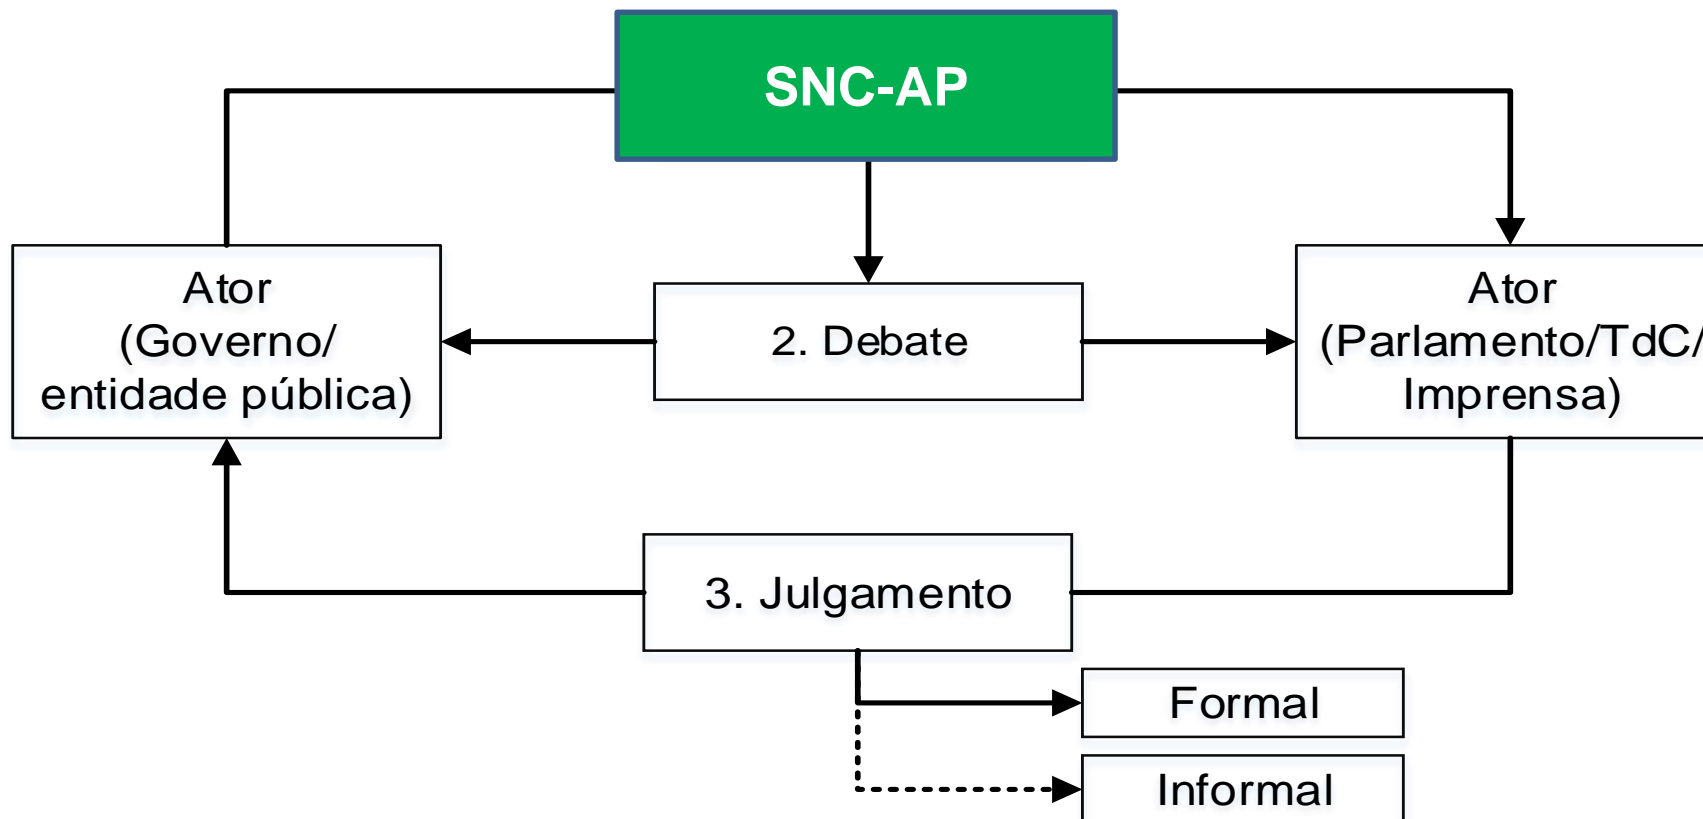 SNC-AP
Ator
(Governo/
entidade pública)
2. Debate
Ator
(Parlamento/TdC/
Imprensa)
3. Julgamento
Formal
Informal